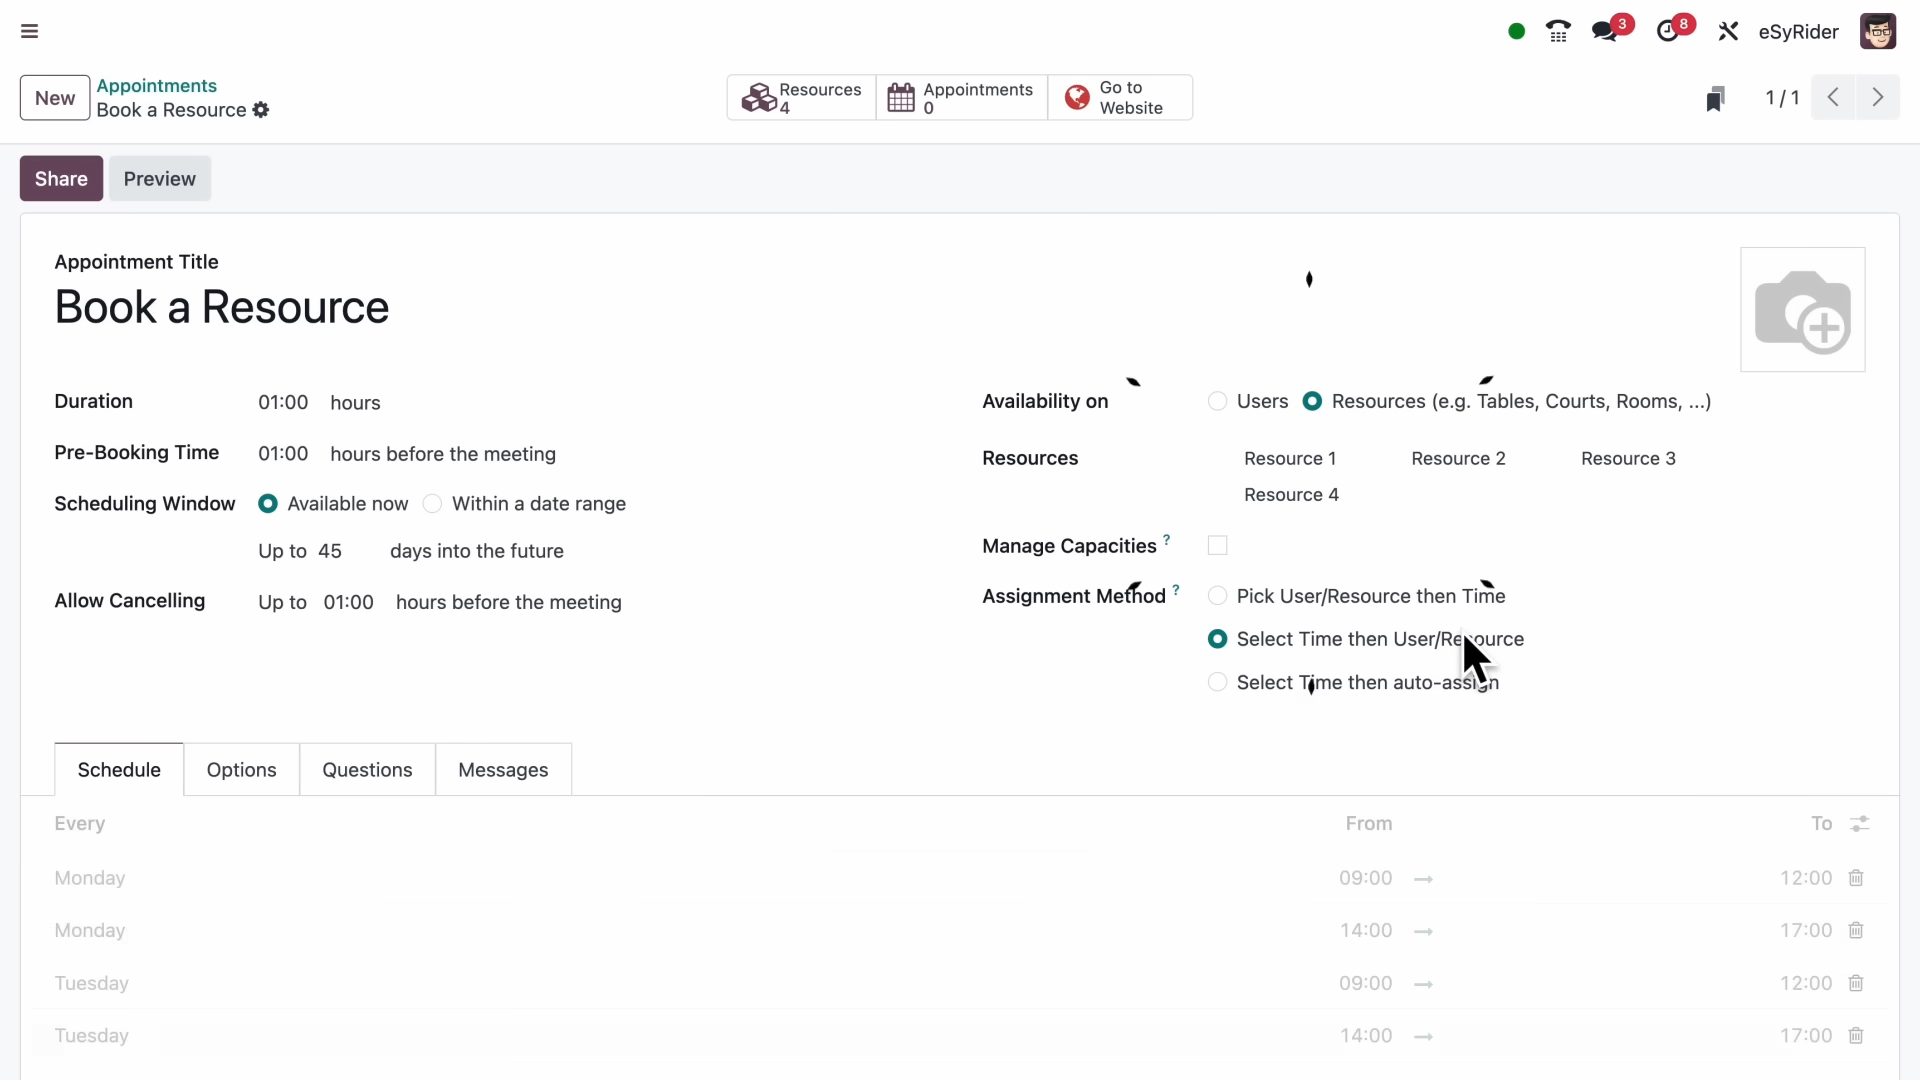 3
8
eSyRider
New
Appointments
Book a Resource
Resources
4
Appointments
0
Go to
Website
1 / 1
Share
Preview
Appointment Title
Book a Resource
Duration
01:00 hours
Pre-Booking Time
01:00 hours before the meeting
Scheduling Window
Available now
Within a date range
Up to 45 days into the future
Allow Cancelling
Up to 01:00 hours before the meeting
Availability on
Users
Resources (e.g. Tables, Courts, Rooms, ...)
Resources
Resource 1
Resource 2
Resource 3
Resource 4
Manage Capacities ?
Assignment Method ?
Pick User/Resource then Time
Select Time then User/Resource
Select Time then auto-assign
Schedule
Options
Questions
Messages
Every From To
Monday 09:00 → 12:00
Monday 14:00 → 17:00
Tuesday 09:00 → 12:00
Tuesday 14:00 → 17:00